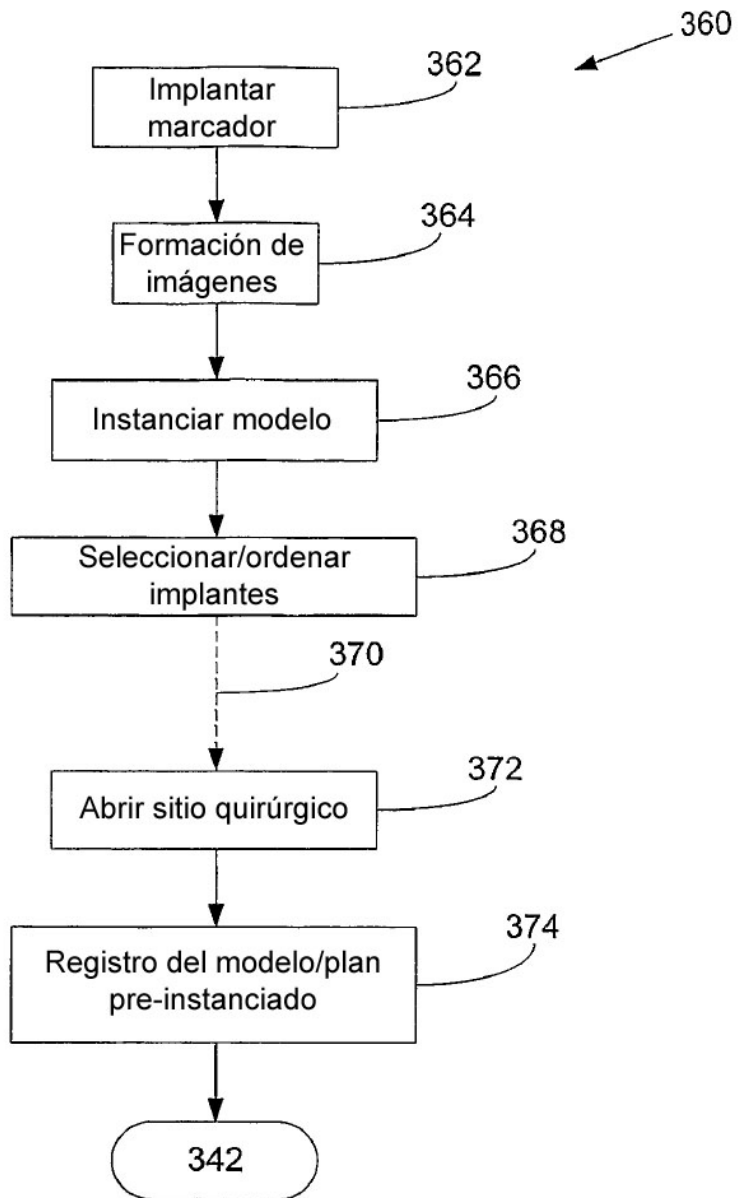 360
362
Implantar
marcador
364
Formación de
imágenes
366
Instanciar modelo
368
Seleccionar/ordenar
implantes
370
372
Abrir sitio quirúrgico
374
Registro del modelo/plan
pre-instanciado
342